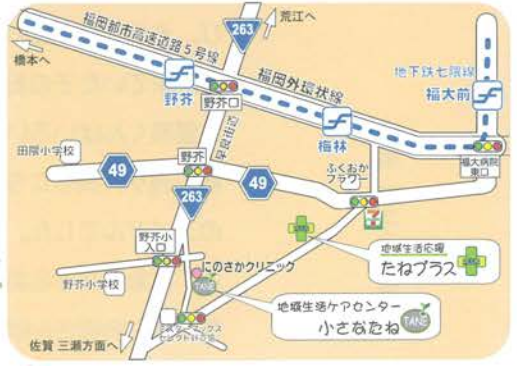 荒江へ
福岡都市高速道路5号線
263
橋本へ
福岡外環状線
地下鉄七隈線
福大前
野芥
野芥口
早良街道
梅林
田隈小学校
49
野芥
49
ふくおか
フラワー
福大病院
東口
263
地域生活応援
たねプラス
野芥小
入口
にのさかクリニック
TANE
野芥小学校
地域生活ケアセンター
小さなたね
TANE
佐賀 三瀬方面へ